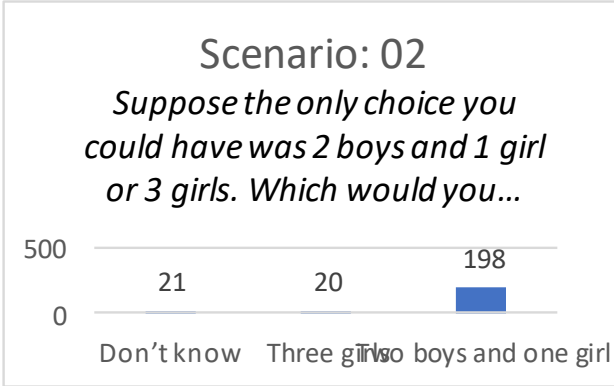 Scenario: 02
Suppose the only choice you
could have was 2 boys and 1 girl
or 3 girls. Which would you…
500
198
21
20
0
Don’t know
Three girls
Two boys and one girl